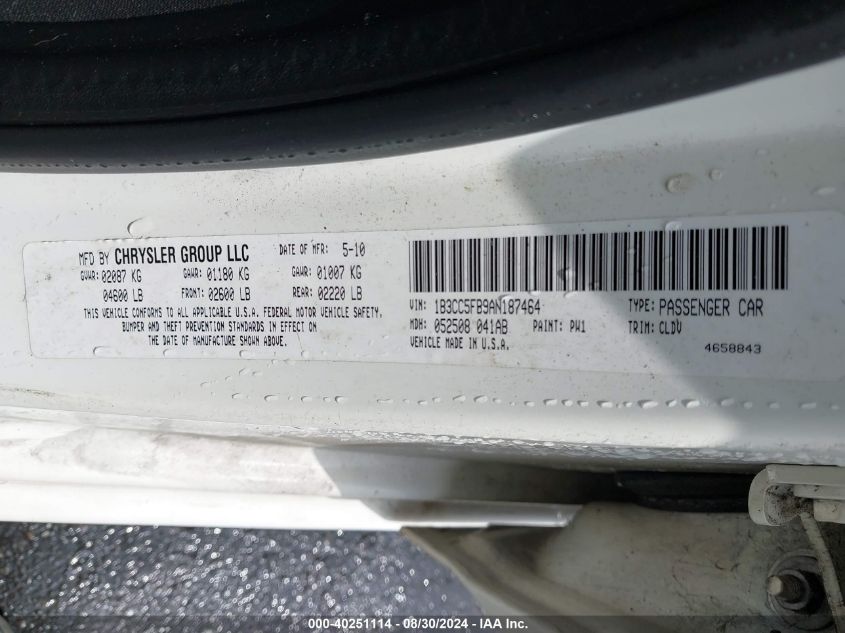 MFD BY CHRYSLER GROUP LLC DATE OF MFR: 5-10
GVWR: 02087 KG GAWR: 01180 KG GAWR: 01007 KG
04600 LB FRONT: 02600 LB REAR: 02220 LB
THIS VEHICLE CONFORMS TO ALL APPLICABLE U.S.A. FEDERAL MOTOR VEHICLE SAFETY,
BUMPER AND THEFT PREVENTION STANDARDS IN EFFECT ON
THE DATE OF MANUFACTURE SHOWN ABOVE.
VIN: 1B3CC5FB9AN187464 TYPE: PASSENGER CAR
MDH: 052508 041AB PAINT: PW1 TRIM: CLDV
VEHICLE MADE IN U.S.A.
4658843
000-40251114 - 08/30/2024 - IAA Inc.